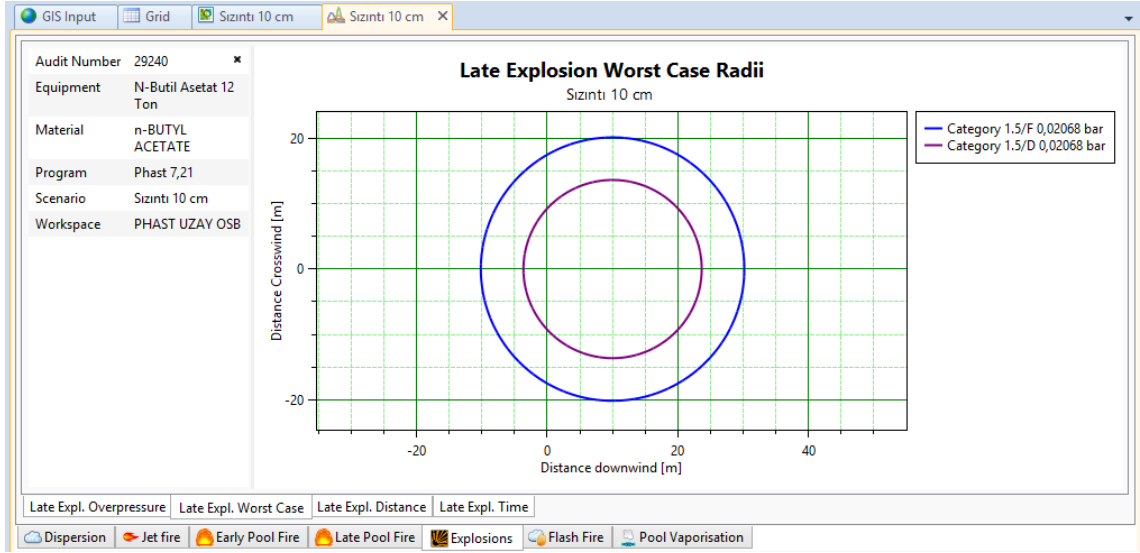 GIS Input
Grid
Sızıntı 10 cm
Sızıntı 10 cm
Audit Number 29240
Equipment N-Butil Asetat 12
Ton
Material n-BUTYL
ACETATE
Program Phast 7,21
Scenario Sızıntı 10 cm
Workspace PHAST UZAY OSB
Late Explosion Worst Case Radii
Sızıntı 10 cm
Category 1.5/F 0,02068 bar
Category 1.5/D 0,02068 bar
20
0
-20
Distance Crosswind [m]
-20 0 20 40
Distance downwind [m]
Late Expl. Overpressure Late Expl. Worst Case Late Expl. Distance Late Expl. Time
Dispersion Jet fire Early Pool Fire Late Pool Fire Explosions Flash Fire Pool Vaporisation